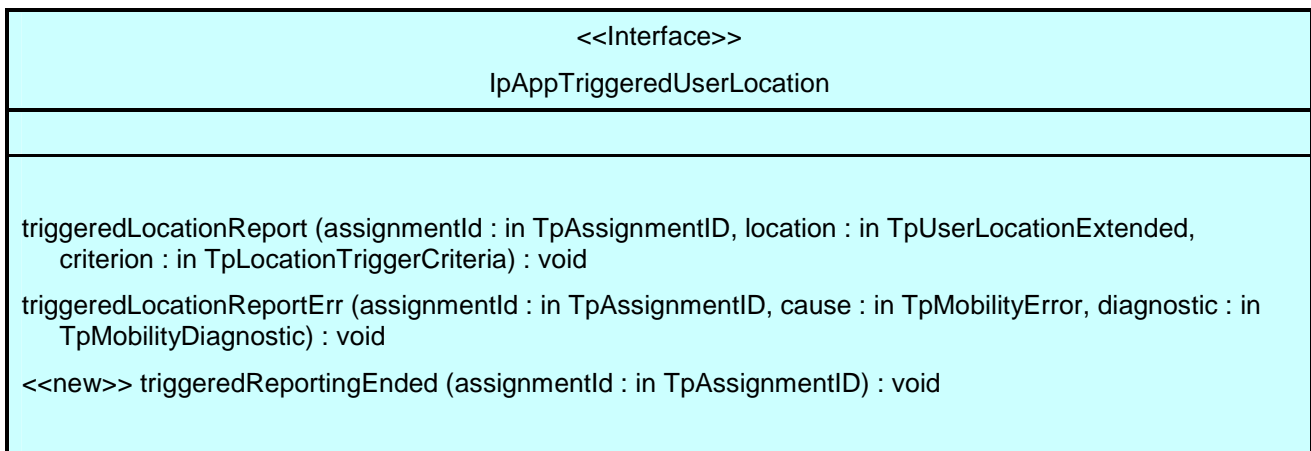 <<Interface>>
IpAppTriggeredUserLocation
triggeredLocationReport (assignmentId : in TpAssignmentID, location : in TpUserLocationExtended,
criterion : in TpLocationTriggerCriteria) : void
triggeredLocationReportErr (assignmentId : in TpAssignmentID, cause : in TpMobilityError, diagnostic : in
TpMobilityDiagnostic) : void
<<new>> triggeredReportingEnded (assignmentId : in TpAssignmentID) : void